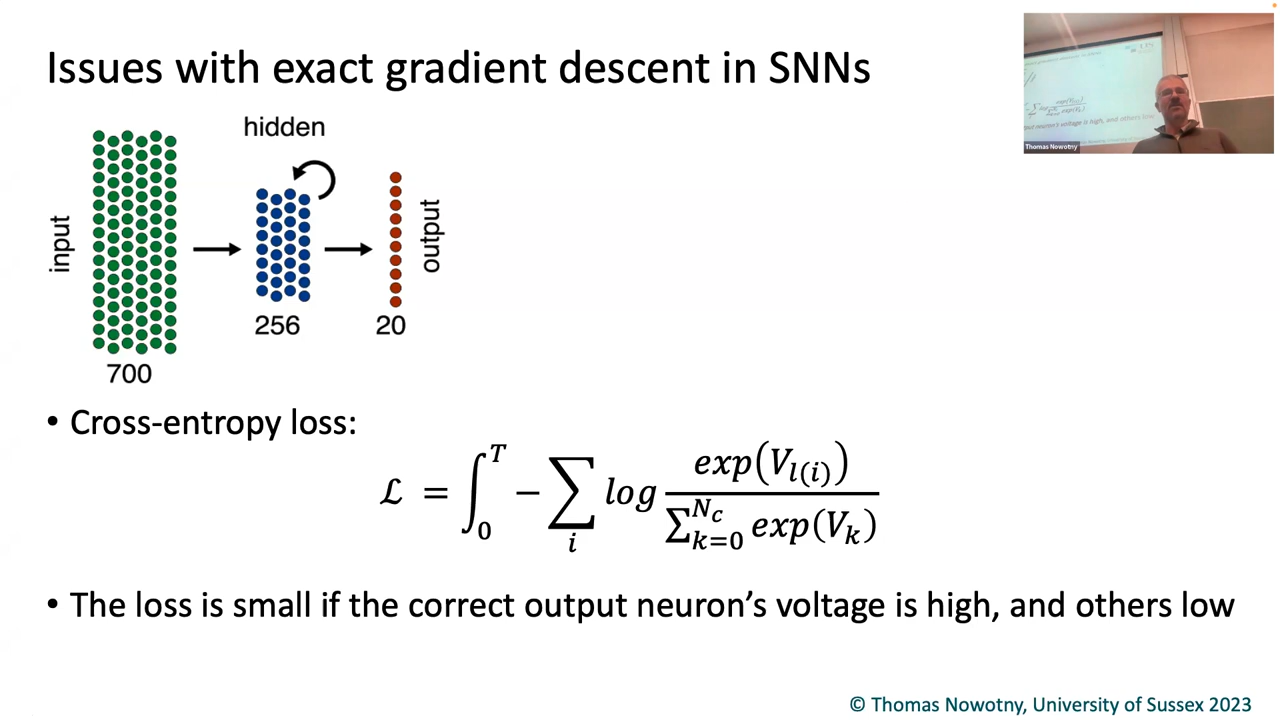 Issues with exact gradient descent in SNNs
hidden
input
output
256
20
700
• Cross-entropy loss:
ℒ = ∫₀ᵀ − ∑ᵢ log exp(V_l(i)) / ∑_{k=0}^{N_c} exp(V_k)
• The loss is small if the correct output neuron’s voltage is high, and others low
Thomas Nowotny
© Thomas Nowotny, University of Sussex 2023